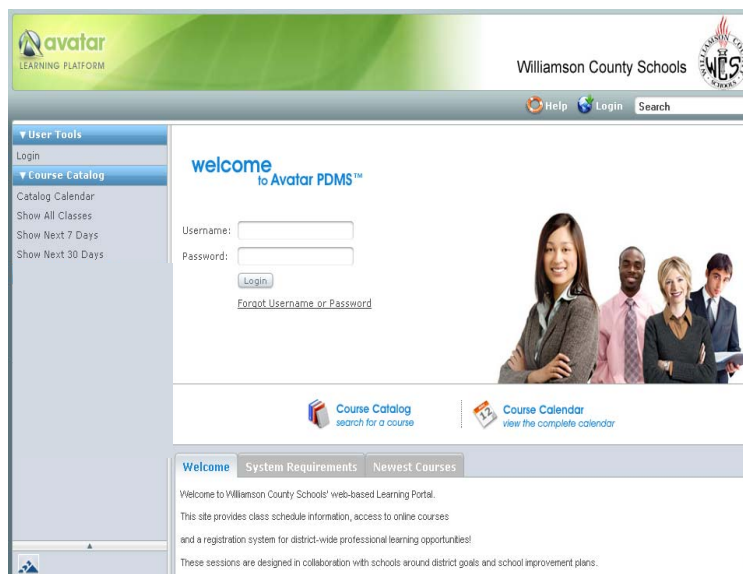 avatar
LEARNING PLATFORM
Williamson County Schools
WCS
Help Login Search
▼ User Tools
Login
▼ Course Catalog
Catalog Calendar
Show All Classes
Show Next 7 Days
Show Next 30 Days
welcome
to Avatar PDMS™
Username:
Password:
Login
Forgot Username or Password
Course Catalog
search for a course
12
Course Calendar
view the complete calendar
Welcome System Requirements Newest Courses
Welcome to Williamson County Schools' web-based Learning Portal.
This site provides class schedule information, access to online courses
and a registration system for district-wide professional learning opportunities!
These sessions are designed in collaboration with schools around district goals and school improvement plans.